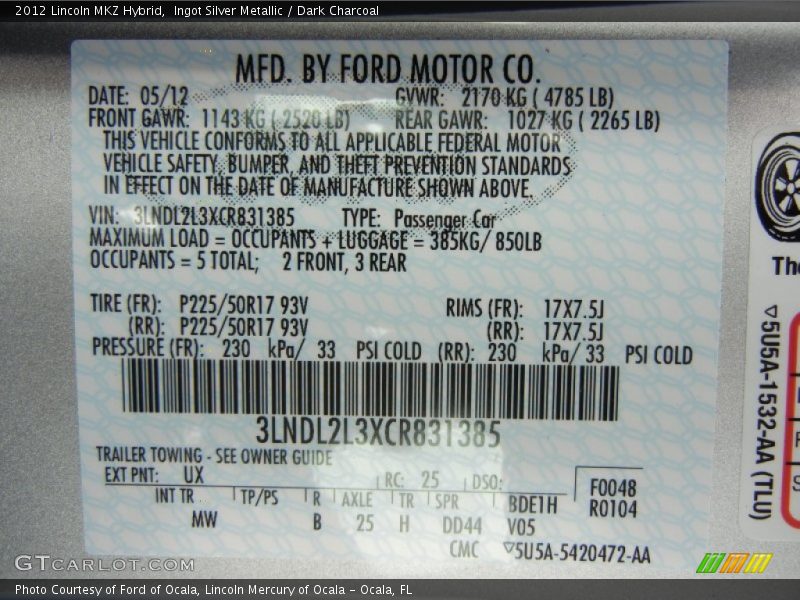 2012 Lincoln MKZ Hybrid,  Ingot Silver Metallic / Dark Charcoal
MFD. BY FORD MOTOR CO.
DATE: 05/12 GVWR: 2170 KG ( 4785 LB)
FRONT GAWR: 1143 KG ( 2520 LB) REAR GAWR: 1027 KG ( 2265 LB)
THIS VEHICLE CONFORMS TO ALL APPLICABLE FEDERAL MOTOR
VEHICLE SAFETY, BUMPER, AND THEFT PREVENTION STANDARDS
IN EFFECT ON THE DATE OF MANUFACTURE SHOWN ABOVE.
VIN: 3LNDL2L3XCR831385 TYPE: Passenger Car
MAXIMUM LOAD = OCCUPANTS + LUGGAGE = 385KG/ 850LB
OCCUPANTS = 5 TOTAL; 2 FRONT, 3 REAR
TIRE (FR): P225/50R17 93V RIMS (FR): 17X7.5J
(RR): P225/50R17 93V (RR): 17X7.5J
PRESSURE (FR): 230 kPa/ 33 PSI COLD (RR): 230 kPa/ 33 PSI COLD
3LNDL2L3XCR831385
TRAILER TOWING - SEE OWNER GUIDE
EXT PNT: UX RC: 25 DSO: F0048
INT TR TP/PS R AXLE TR SPR BDE1H R0104
MW B 25 H DD44 V05
CMC ▽5U5A-5420472-AA
The
▽5U5A-1532-AA (TLU)
GTCARLOT.COM
Photo Courtesy of Ford of Ocala, Lincoln Mercury of Ocala – Ocala, FL